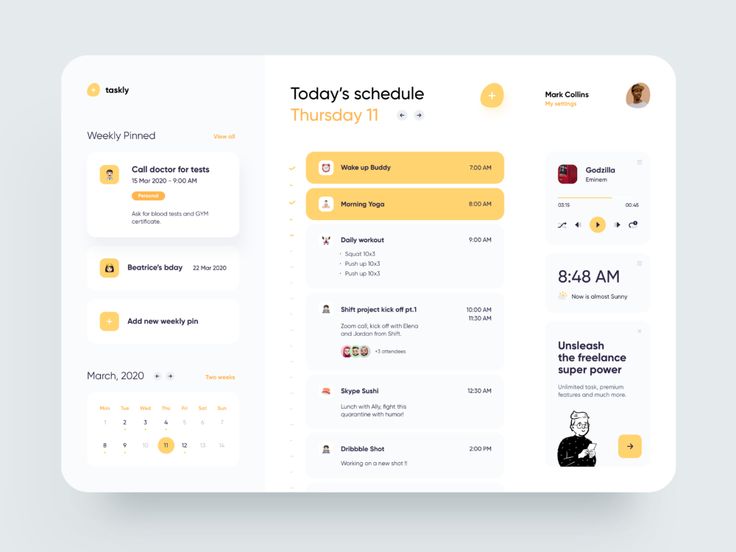 taskly
Weekly Pinned
View all
Call doctor for tests
15 Mar 2020 - 9:00 AM
Personal
Ask for blood tests and GYM
certificate.
Beatrice's bday
22 Mar 2020
Add new weekly pin
March, 2020
Two weeks
Mon Tue Wed Thu Fri Sat Sun
1 2 3 4 5 6 7
8 9 10 11 12 13 14
Today's schedule
Thursday 11
Wake up Buddy
7:00 AM
Morning Yoga
8:00 AM
Daily workout
9:00 AM
Squat 10x3
Push up 10x3
Push up 10x3
Shift project kick off pt.1
10:00 AM
11:30 AM
Zoom call, kick off with Elena
and Jordan from Shift.
+3 attendees
Skype Sushi
12:30 AM
Lunch with Ally, fight this
quarantine with humor!
Dribbble Shot
2:00 PM
Working on a new shot !!
Mark Collins
My settings
Godzilla
Eminem
03:15
00:45
8:48 AM
Now is almost Sunny
Unsleash
the freelance
super power
Unlimited task, premium
features and much more.